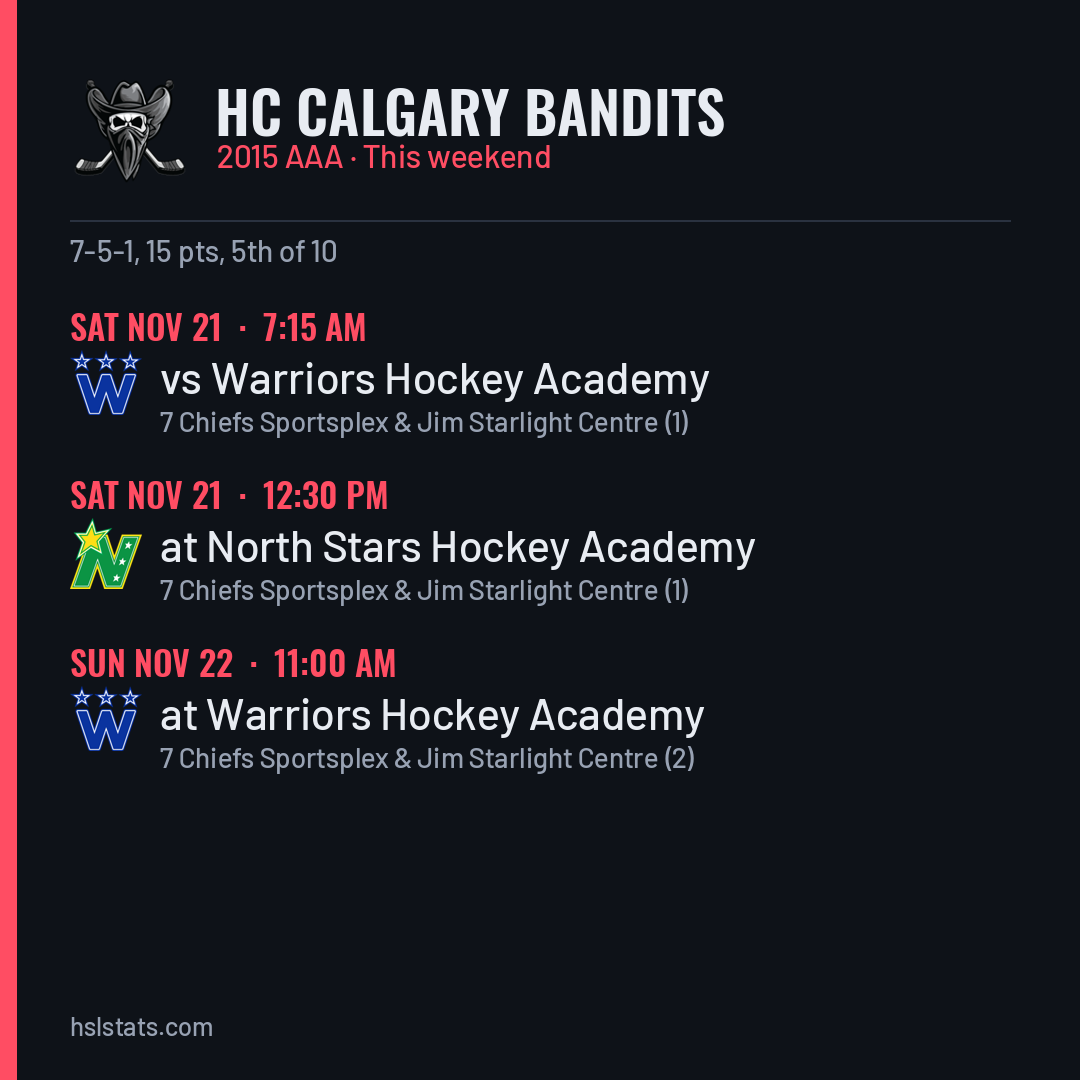 HC CALGARY BANDITS
2015 AAA · This weekend
7-5-1, 15 pts, 5th of 10
SAT NOV 21 · 7:15 AM
W
vs Warriors Hockey Academy
7 Chiefs Sportsplex & Jim Starlight Centre (1)
SAT NOV 21 · 12:30 PM
N
at North Stars Hockey Academy
7 Chiefs Sportsplex & Jim Starlight Centre (1)
SUN NOV 22 · 11:00 AM
W
at Warriors Hockey Academy
7 Chiefs Sportsplex & Jim Starlight Centre (2)
hslstats.com